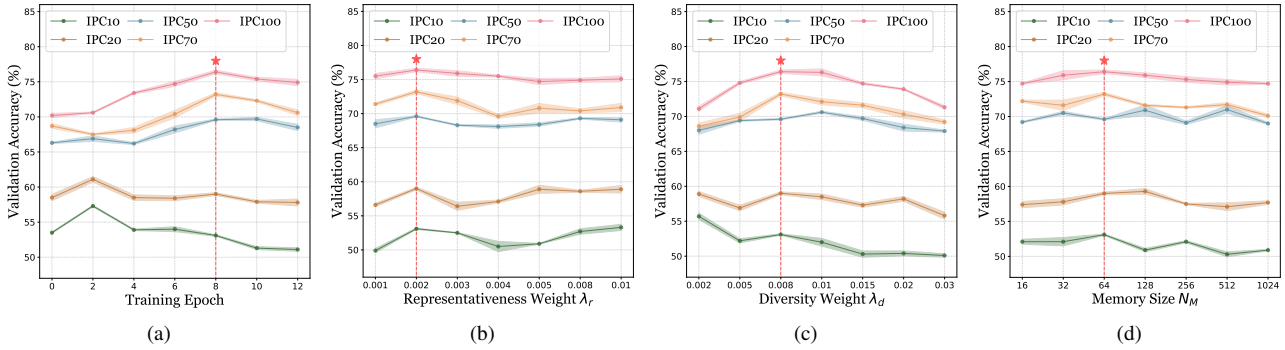 IPC10 IPC50 IPC100
IPC20 IPC70
Validation Accuracy (%)
85
80
75
70
65
60
55
50
0 2 4 6 8 10 12
Training Epoch
(a)
IPC10 IPC50 IPC100
IPC20 IPC70
Validation Accuracy (%)
85
80
75
70
65
60
55
50
0.001 0.002 0.003 0.004 0.005 0.008 0.01
Representativeness Weight λr
(b)
IPC10 IPC50 IPC100
IPC20 IPC70
Validation Accuracy (%)
85
80
75
70
65
60
55
50
0.002 0.005 0.008 0.01 0.015 0.02 0.03
Diversity Weight λd
(c)
IPC10 IPC50 IPC100
IPC20 IPC70
Validation Accuracy (%)
85
80
75
70
65
60
55
50
16 32 64 128 256 512 1024
Memory Size NM
(d)